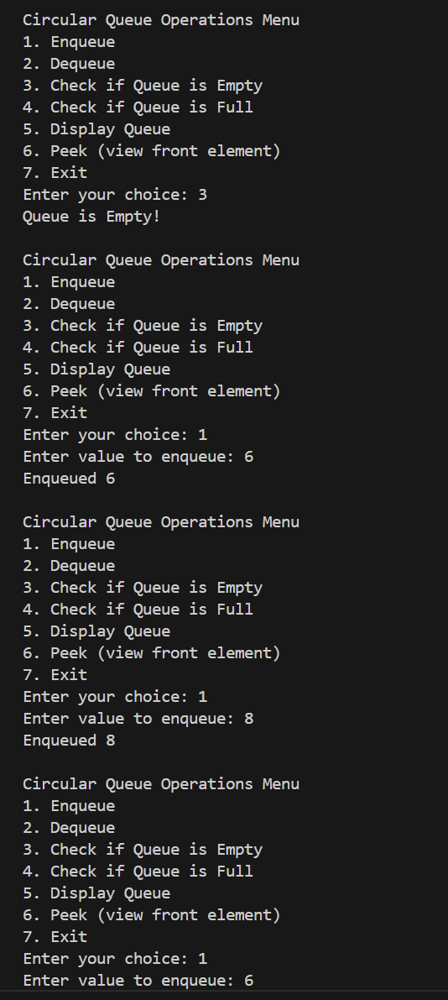 Circular Queue Operations Menu
1. Enqueue
2. Dequeue
3. Check if Queue is Empty
4. Check if Queue is Full
5. Display Queue
6. Peek (view front element)
7. Exit
Enter your choice: 3
Queue is Empty!

Circular Queue Operations Menu
1. Enqueue
2. Dequeue
3. Check if Queue is Empty
4. Check if Queue is Full
5. Display Queue
6. Peek (view front element)
7. Exit
Enter your choice: 1
Enter value to enqueue: 6
Enqueued 6

Circular Queue Operations Menu
1. Enqueue
2. Dequeue
3. Check if Queue is Empty
4. Check if Queue is Full
5. Display Queue
6. Peek (view front element)
7. Exit
Enter your choice: 1
Enter value to enqueue: 8
Enqueued 8

Circular Queue Operations Menu
1. Enqueue
2. Dequeue
3. Check if Queue is Empty
4. Check if Queue is Full
5. Display Queue
6. Peek (view front element)
7. Exit
Enter your choice: 1
Enter value to enqueue: 6